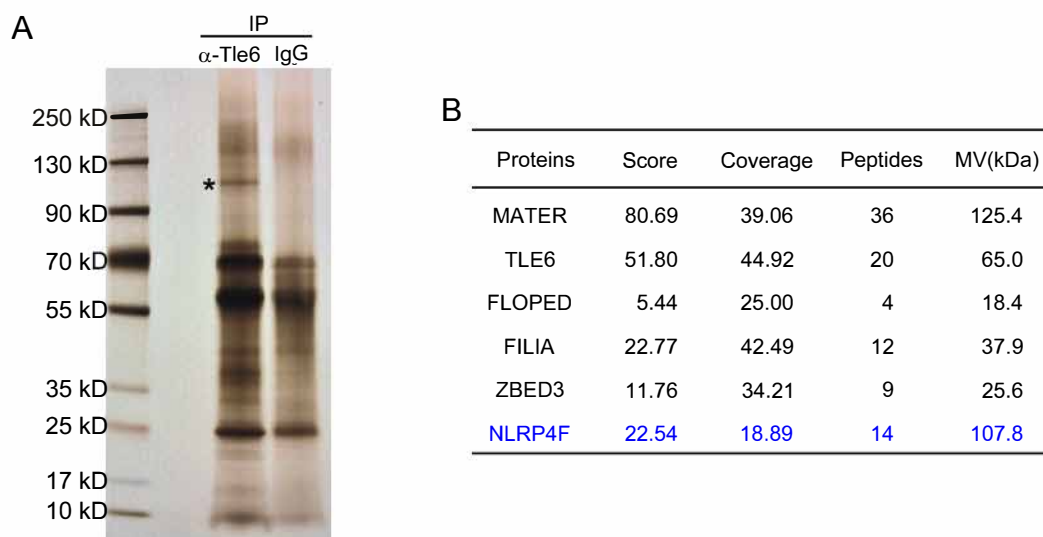 A
IP
α-Tle6 IgG
250 kD
130 kD
*
90 kD
70 kD
55 kD
35 kD
25 kD
17 kD
10 kD
B
Proteins Score Coverage Peptides MV(kDa)
MATER 80.69 39.06 36 125.4
TLE6 51.80 44.92 20 65.0
FLOPED 5.44 25.00 4 18.4
FILIA 22.77 42.49 12 37.9
ZBED3 11.76 34.21 9 25.6
NLRP4F 22.54 18.89 14 107.8